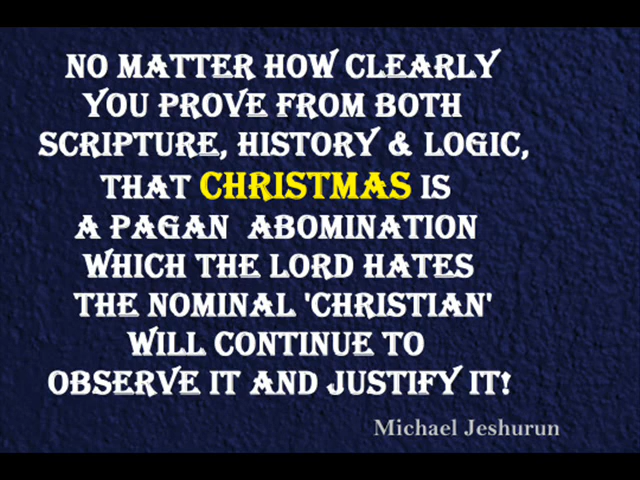 NO MATTER HOW CLEARLY
YOU PROVE FROM BOTH
SCRIPTURE, HISTORY & LOGIC,
THAT CHRISTMAS IS
A PAGAN ABOMINATION
WHICH THE LORD HATES
THE NOMINAL 'CHRISTIAN'
WILL CONTINUE TO
OBSERVE IT AND JUSTIFY IT!
Michael Jeshurun